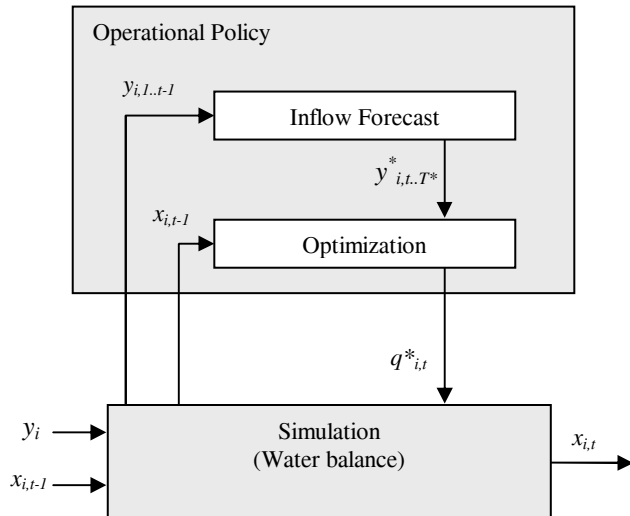 Operational Policy
y_{i,1..t-1}
Inflow Forecast
y^*_{i,t..T*}
x_{i,t-1}
Optimization
q*_{i,t}
y_i
Simulation
(Water balance)
x_{i,t}
x_{i,t-1}